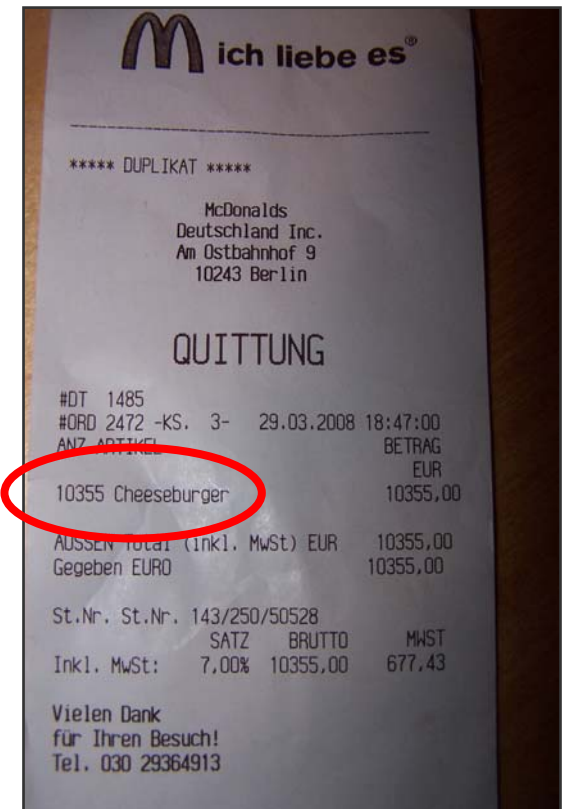 M ich liebe es®
***** DUPLIKAT *****
McDonalds
Deutschland Inc.
Am Ostbahnhof 9
10243 Berlin
QUITTUNG
#DT 1485
#ORD 2472 -KS. 3- 29.03.2008 18:47:00
ANZ ARTIKEL BETRAG
EUR
10355 Cheeseburger 10355,00
AUSSEN Total (inkl. MwSt) EUR 10355,00
Gegeben EURO 10355,00
St.Nr. St.Nr. 143/250/50528
SATZ BRUTTO MWST
Inkl. MwSt: 7,00% 10355,00 677,43
Vielen Dank
für Ihren Besuch!
Tel. 030 29364913